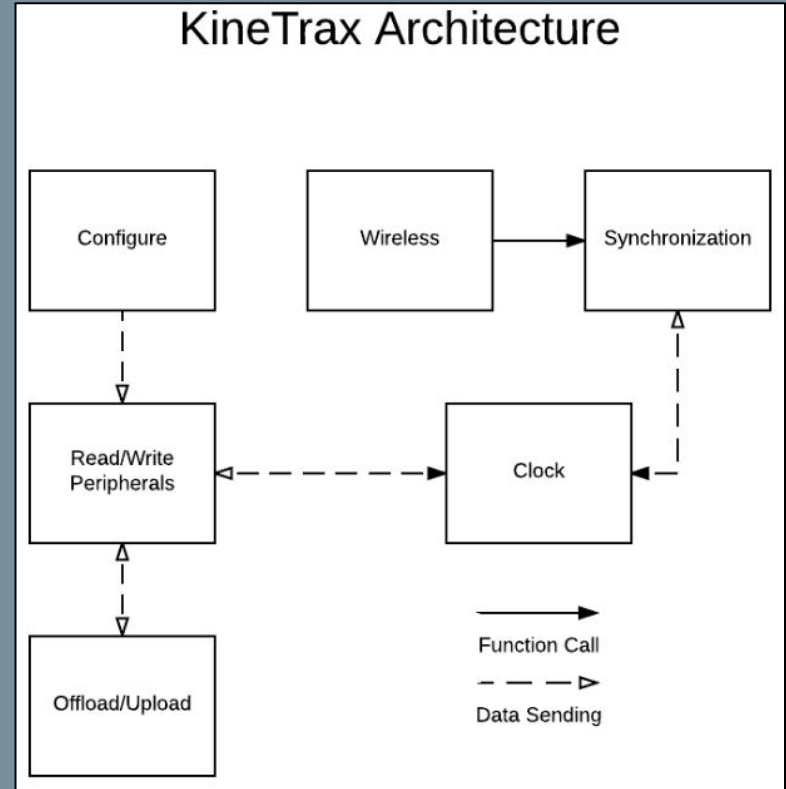 KineTrax Architecture
Configure
Wireless
Synchronization
Read/Write
Peripherals
Clock
Function Call
Offload/Upload
Data Sending